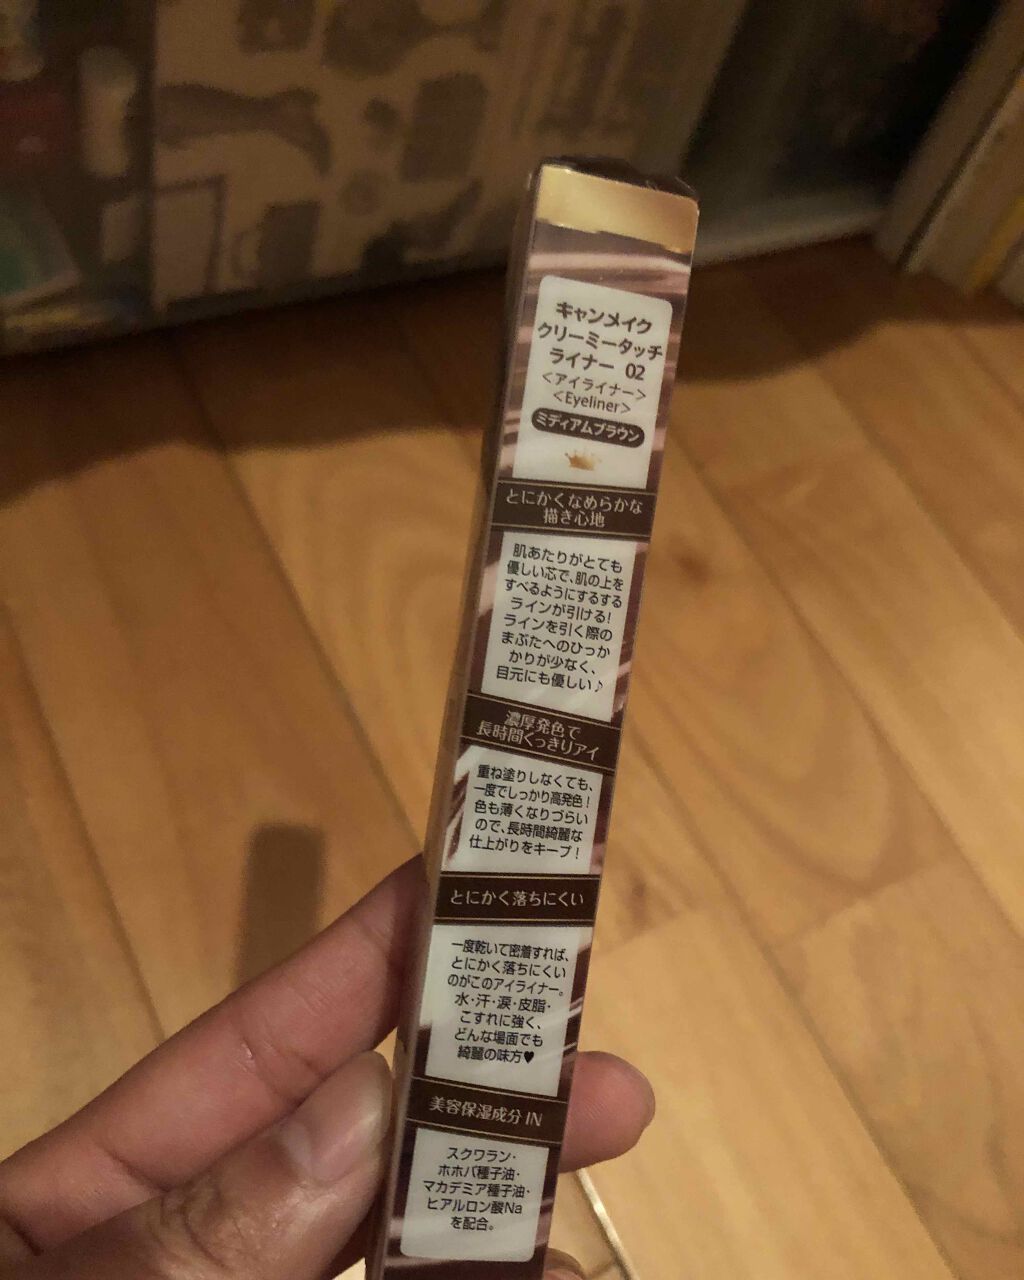 キャンメイク
クリーミータッチ
ライナー 02
<アイライナー>
<Eyeliner>
ミディアムブラウン
とにかくなめらかな
描き心地
肌あたりがとても
優しい芯で、肌の上を
すべるようにするする
ラインが引ける!
ラインを引く際の
まぶたへのひっか
かりが少なく、
目元にも優しい♪
濃厚発色で
長時間くっきりアイ
重ね塗りしなくても、
一度でしっかり高発色!
色も薄くなりづらい
ので、長時間綺麗な
仕上がりをキープ!
とにかく落ちにくい
一度乾いて密着すれば、
とにかく落ちにくい
のがこのアイライナー。
水・汗・涙・皮脂・
こすれに強く、
どんな場面でも
綺麗の味方♥
美容保湿成分 IN
スクワラン・
ホホバ種子油・
マカデミア種子油・
ヒアルロン酸Na
を配合。